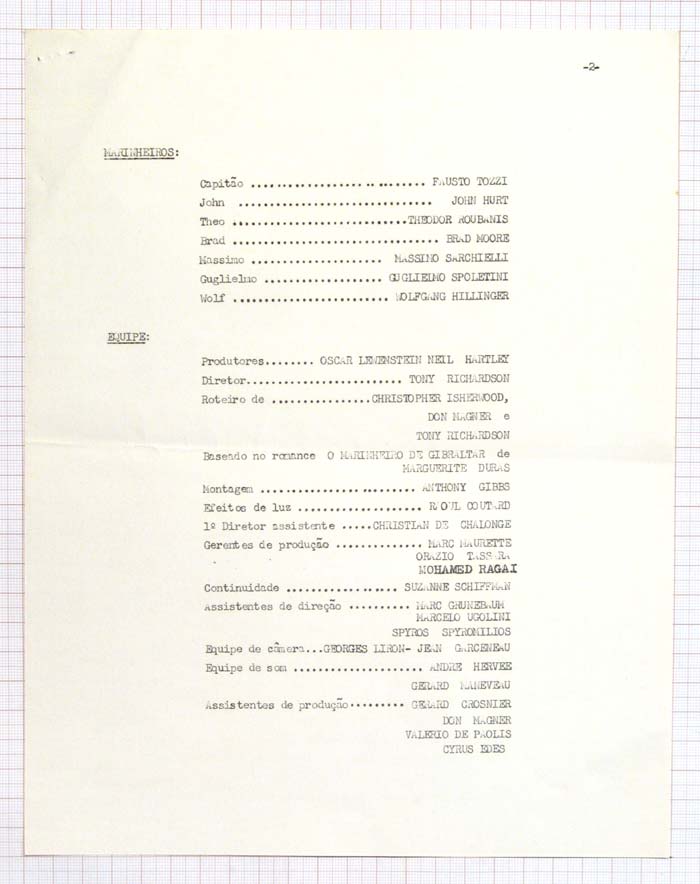 -2-
MARINHEIROS:
Capitão .......................... FAUSTO TOZZI
John ............................. JOHN HURT
Theo ...........................THEODOR ROUBANIS
Brad ................................ BRAD MOORE
Massimo .................... MASSIMO SARCHIELLI
Guglielmo .................. GUGLIELMO SPOLETINI
Wolf ........................ WOLFGANG HILLINGER
EQUIPE:
Produtores........ OSCAR LEWENSTEIN NEIL HARTLEY
Diretor........................ TONY RICHARDSON
Roteiro de ...............CHRISTOPHER ISHERWOOD,
DON MAGNER e
TONY RICHARDSON
Baseado no romance O MARINHEIRO DE GIBRALTAR de
MARGUERITE DURAS
Montagem ........................ ANTHONY GIBBS
Efeitos de luz ................... RAOUL COUTARD
1º Diretor assistente .....CHRISTIAN DE CHALONGE
Gerentes de produção ............. MARC MAURETTE
ORAZIO TASSARA
MOHAMED RAGAI
Continuidade ................. SUZANNE SCHIFFMAN
Assistentes de direção .......... MARC GRUNEBAUM
MARCELO UGOLINI
SPYROS SPYROMILIOS
Equipe de câmera...GEORGES LIRON- JEAN GARCENEAU
Equipe de som .................... ANDRE HERVEE
GERARD MANEVEAU
Assistentes de produção......... GERARD CROSNIER
DON MAGNER
VALERIO DE PAOLIS
CYRUS EDES